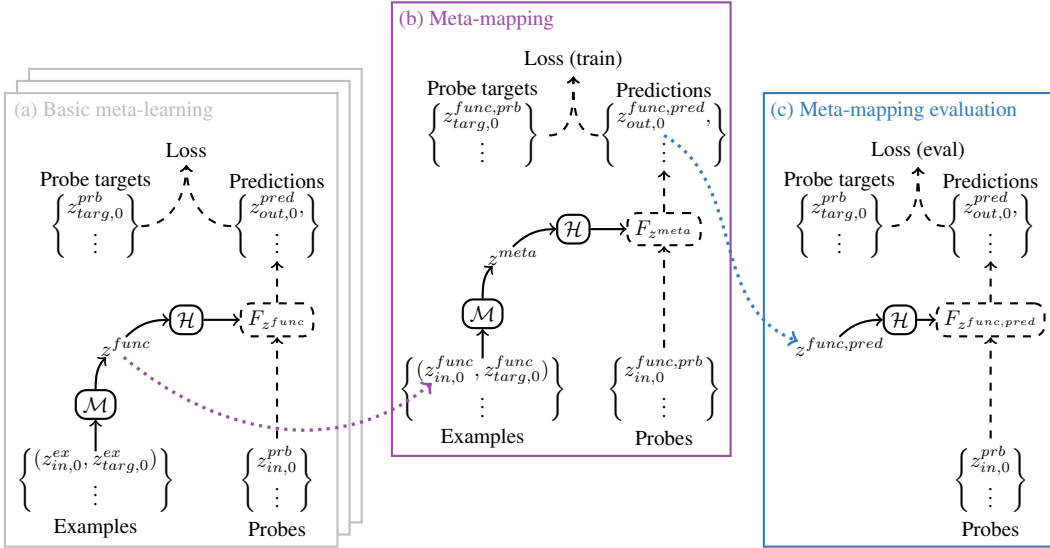 (a) Basic meta-learning
Loss
Probe targets
Predictions
{z^{prb}_{targ,0} ⋮}
{z^{pred}_{out,0}, ⋮}
ℋ
F_{z^{func}}
z^{func}
ℳ
{(z^{ex}_{in,0}, z^{ex}_{targ,0}) ⋮}
{z^{prb}_{in,0} ⋮}
Examples
Probes
(b) Meta-mapping
Loss (train)
Probe targets
Predictions
{z^{func,prb}_{targ,0} ⋮}
{z^{func,pred}_{out,0}, ⋮}
ℋ
F_{z^{meta}}
z^{meta}
ℳ
{(z^{func}_{in,0}, z^{func}_{targ,0}) ⋮}
{z^{func,prb}_{in,0} ⋮}
Examples
Probes
(c) Meta-mapping evaluation
Loss (eval)
Probe targets
Predictions
{z^{prb}_{targ,0} ⋮}
{z^{pred}_{out,0}, ⋮}
ℋ
F_{z^{func,pred}}
z^{func,pred}
{z^{prb}_{in,0} ⋮}
Probes